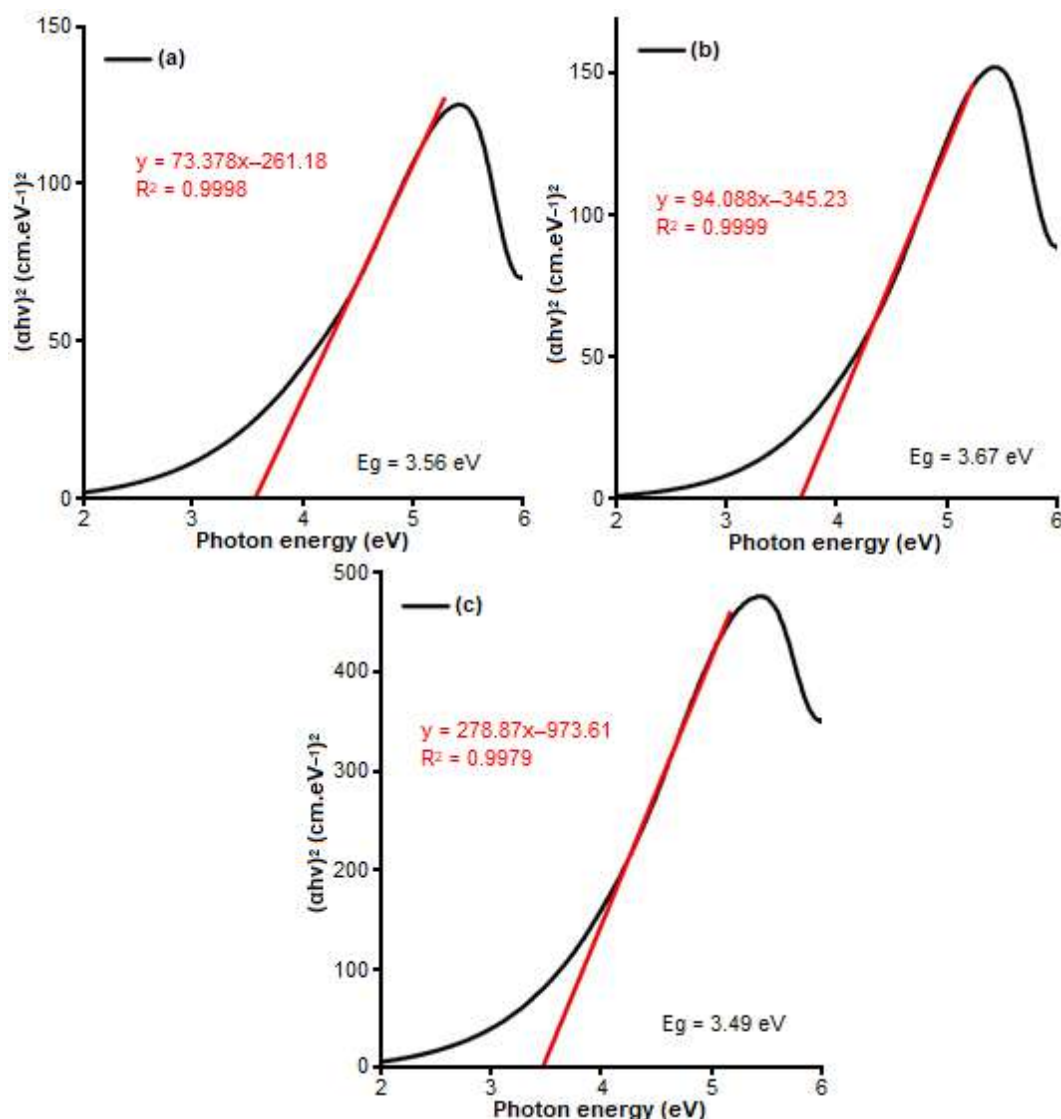 150
(a)
y = 73.378x–261.18
R² = 0.9998
100
(αhv)² (cm.eV⁻¹)²
50
Eg = 3.56 eV
0
2 3 4 5 6
Photon energy (eV)
(b)
150
y = 94.088x–345.23
R² = 0.9999
100
(αhv)² (cm.eV⁻¹)²
50
Eg = 3.67 eV
0
2 3 4 5 6
Photon energy (eV)
500
(c)
400
y = 278.87x–973.61
R² = 0.9979
300
(αhv)² (cm.eV⁻¹)²
200
100
Eg = 3.49 eV
0
2 3 4 5 6
Photon energy (eV)